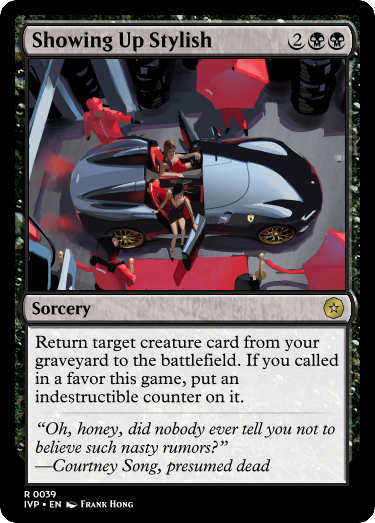 Showing Up Stylish 2
Sorcery
Return target creature card from your
graveyard to the battlefield. If you called
in a favor this game, put an
indestructible counter on it.
“Oh, honey, did nobody ever tell you not to
believe such nasty rumors?”
—Courtney Song, presumed dead
R 0039
IVP • EN Frank Hong